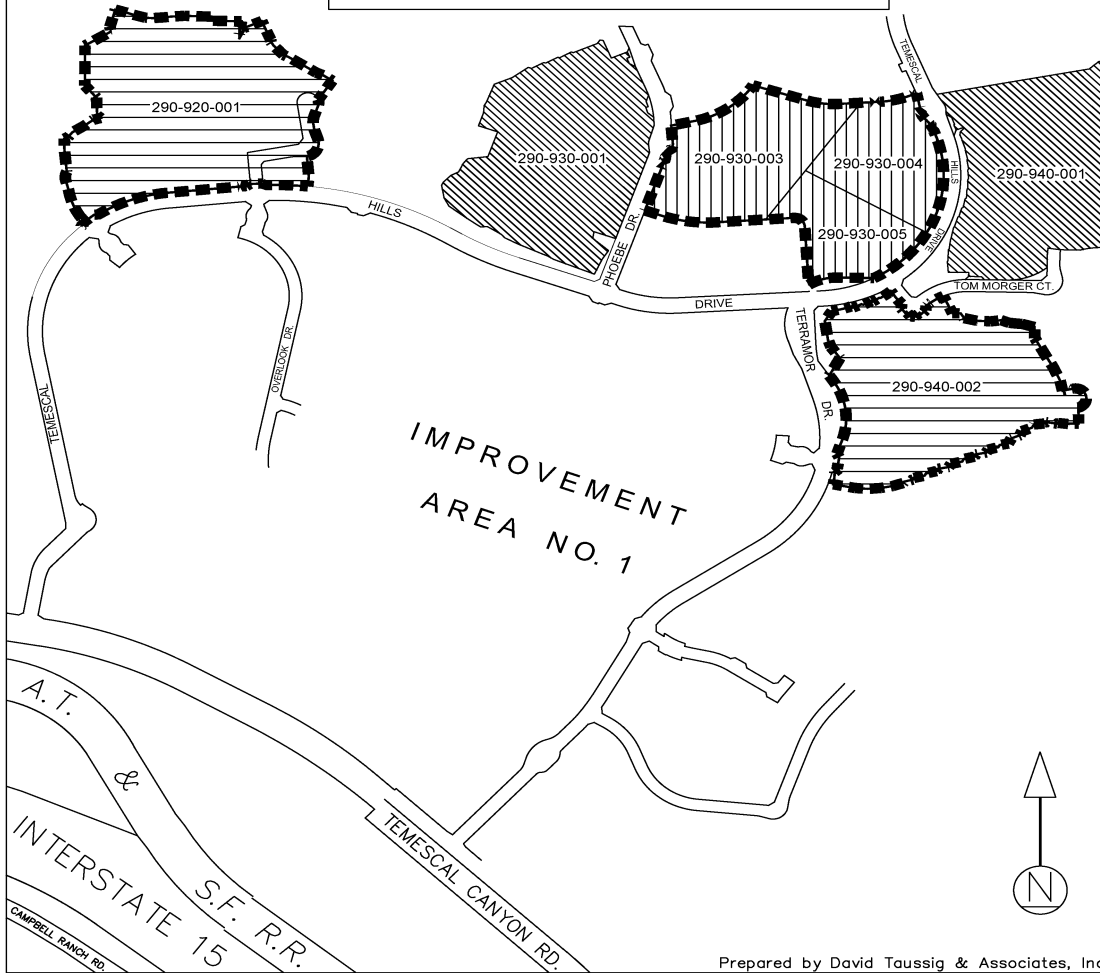 TEMESCAL
290-920-001
290-930-001
290-930-003
290-930-004
HILLS
290-940-001
HILLS
PHOEBE DR.
290-930-005
DRIVE
TOM MORGER CT.
DRIVE
TERRAMOR
DR.
OVERLOOK DR.
290-940-002
TEMESCAL
IMPROVEMENT
AREA NO. 1
A.T.
&
S.F. R.R.
INTERSTATE 15
TEMESCAL CANYON RD.
CAMPBELL RANCH RD.
N
Prepared by David Taussig & Associates, Inc